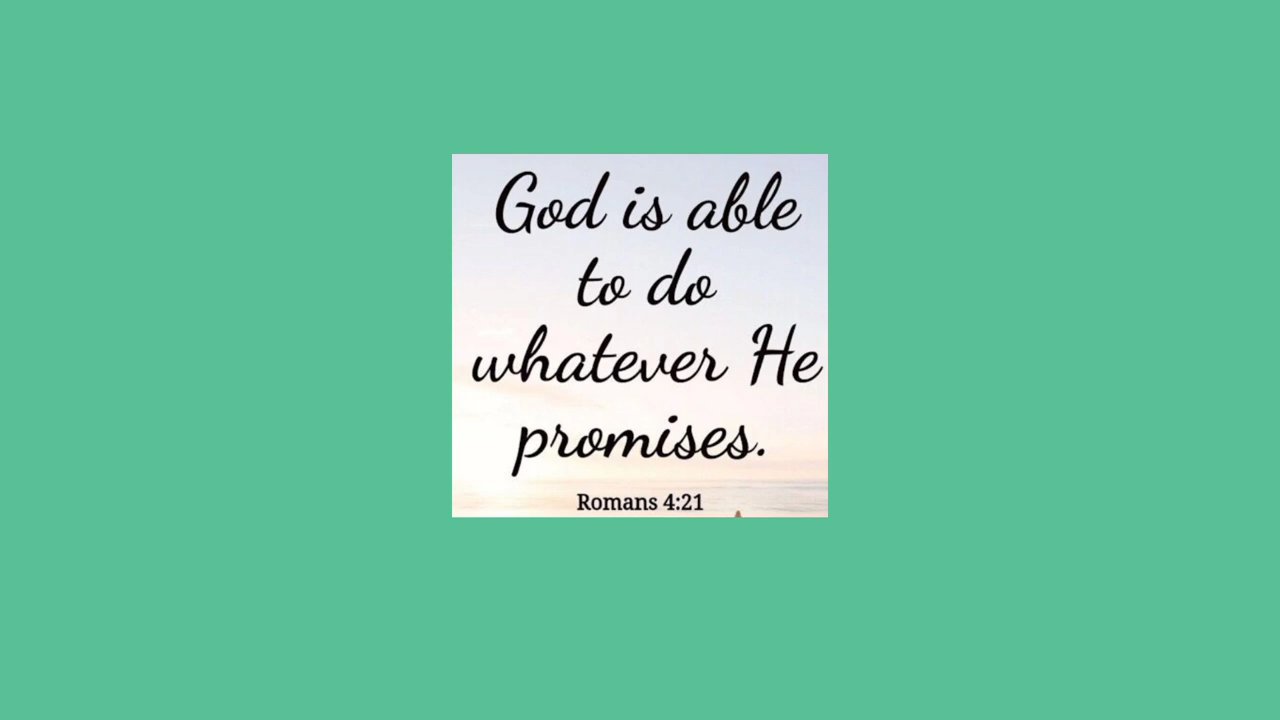 God is able
to do
whatever He
promises.
Romans 4:21